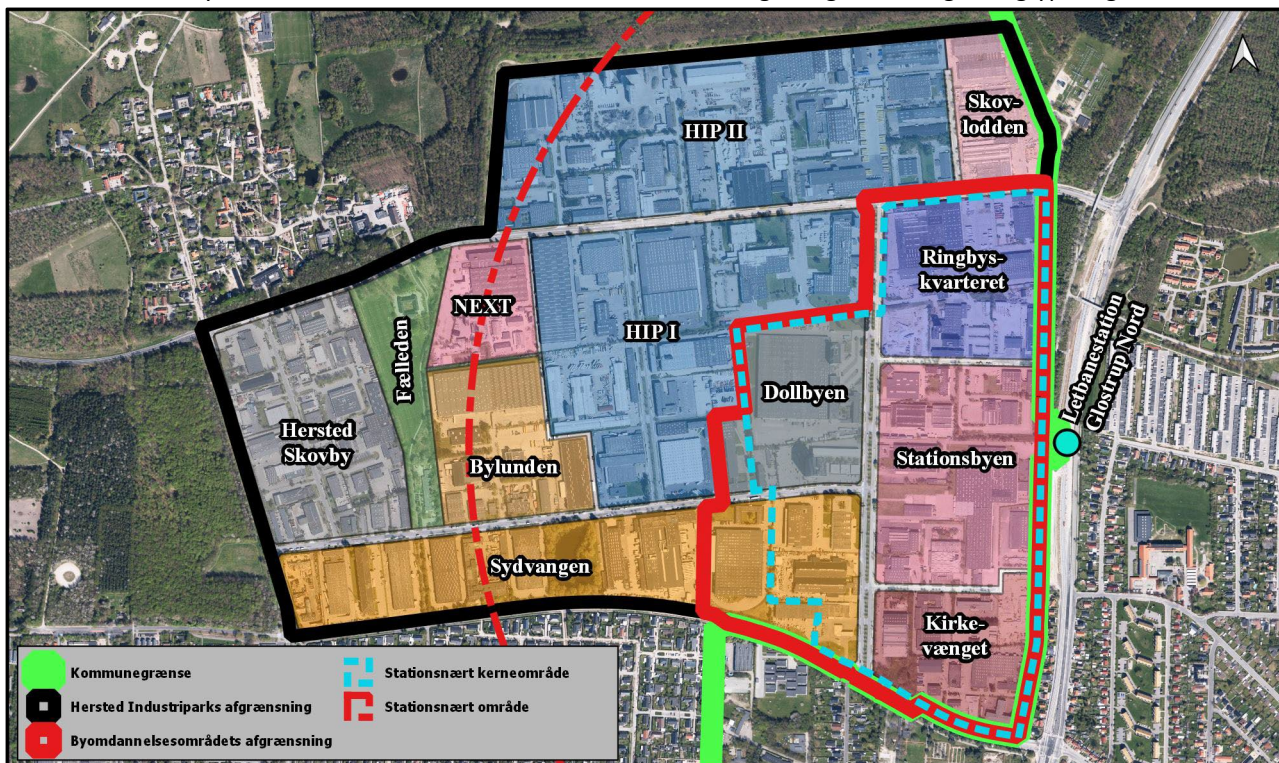 HIP II
Skov-
lodden
Ringbys-
kvarteret
NEXT
Fælleden
HIP I
Letbanestation
Glostrup Nord
Dollbyen
Hersted
Skovby
Bylunden
Stationsbyen
Sydvangen
Kirke-
vænget
Kommunegrænse
Stationsnært kerneområde
Hersted Industriparks afgrænsning
Stationsnært område
Byomdannelsesområdets afgrænsning